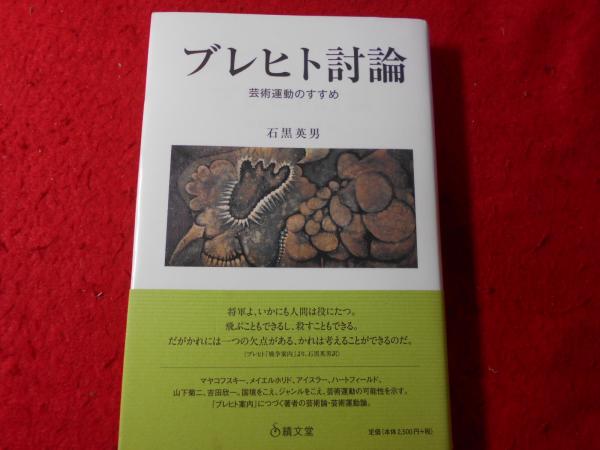 ブレヒト討論
芸術運動のすすめ
石黒英男
将軍よ、いかにも人間は役にたつ。
飛ぶこともできるし、殺すこともできる。
だがかれには一つの欠点がある、かれは考えることができるのだ。
(ブレヒト『戦争案内』より、石黒英男訳)
マヤコフスキー、メイエルホリド、アイスラー、ハートフィールド、
山下菊二、吉田欣一。国境をこえ、ジャンルをこえ、芸術運動の可能性を示す。
『ブレヒト案内』につづく著者の芸術論・芸術運動論。
績文堂
定価(本体2,500円+税)